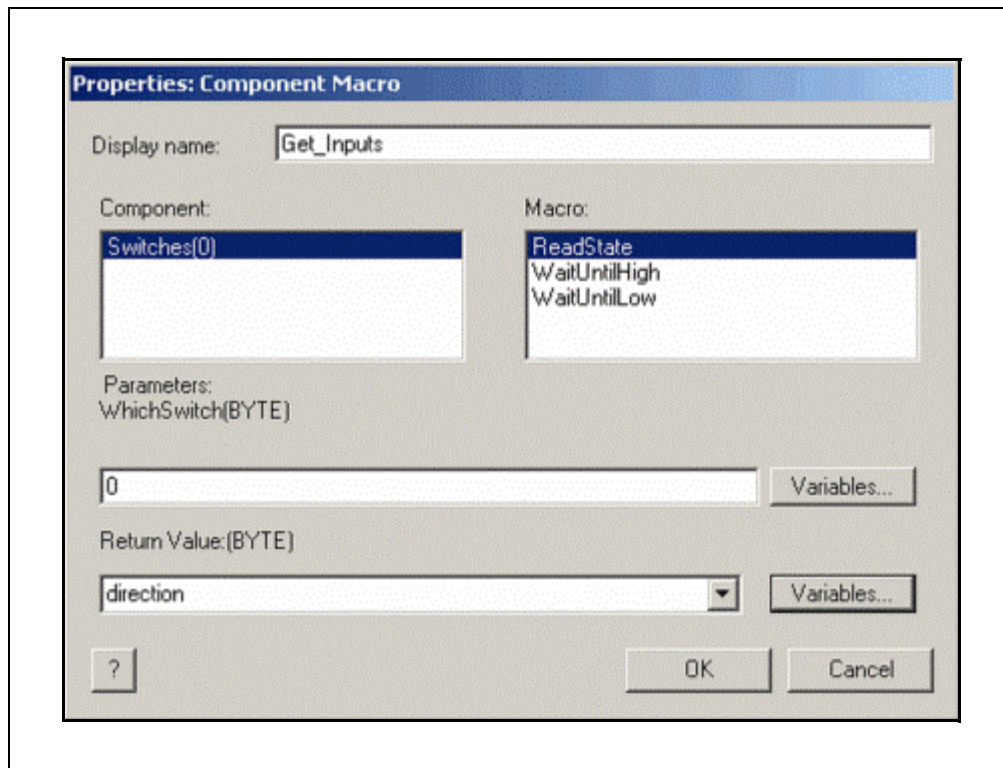 Properties: Component Macro
Display name: Get_Inputs
Component: Macro:
Switches(0) ReadState
WaitUntilHigh
WaitUntilLow
Parameters:
WhichSwitch(BYTE)
0 Variables...
Return Value:(BYTE)
direction Variables...
? OK Cancel